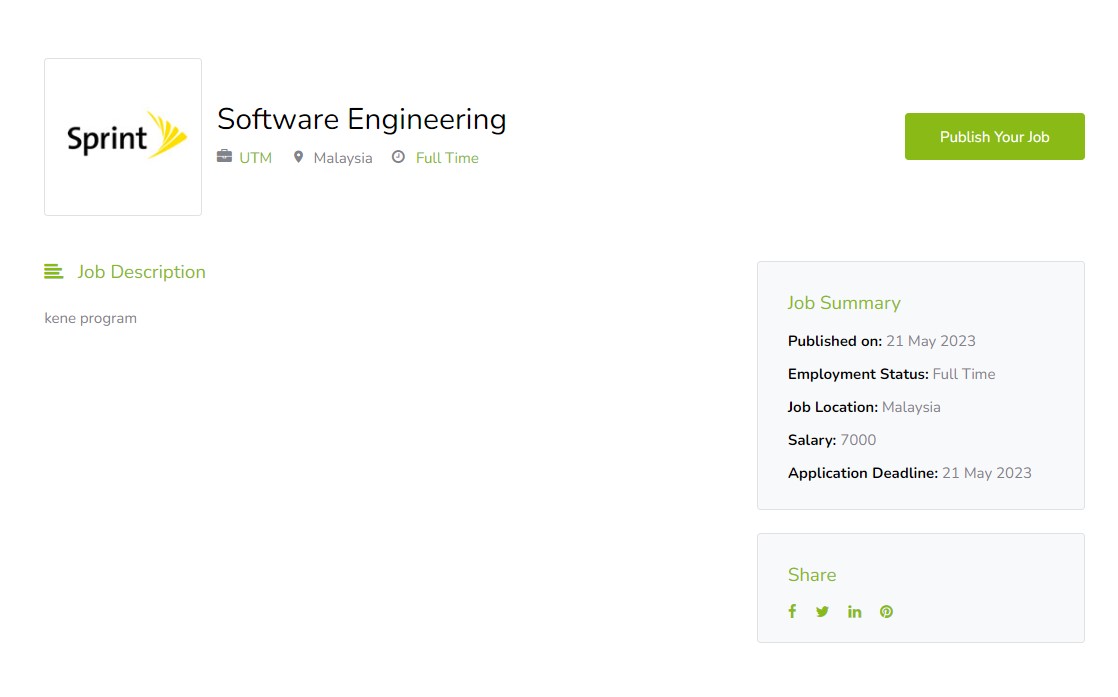 Sprint
Software Engineering
UTM Malaysia Full Time
Publish Your Job
Job Description
kene program
Job Summary
Published on: 21 May 2023
Employment Status: Full Time
Job Location: Malaysia
Salary: 7000
Application Deadline: 21 May 2023
Share